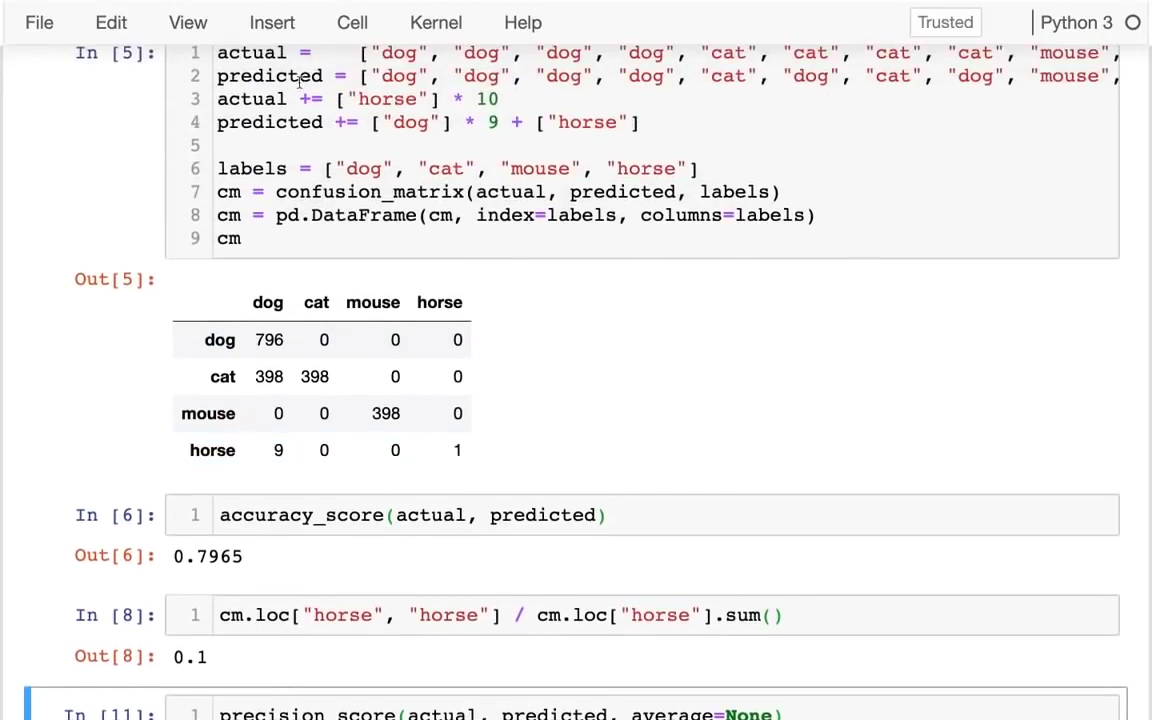 File Edit View Insert Cell Kernel Help Trusted Python 3
In [5]: 1 actual = ["dog", "dog", "dog", "dog", "cat", "cat", "cat", "cat", "mouse",
2 predicted = ["dog", "dog", "dog", "dog", "cat", "dog", "cat", "dog", "mouse",
3 actual += ["horse"] * 10
4 predicted += ["dog"] * 9 + ["horse"]
5
6 labels = ["dog", "cat", "mouse", "horse"]
7 cm = confusion_matrix(actual, predicted, labels)
8 cm = pd.DataFrame(cm, index=labels, columns=labels)
9 cm
Out[5]:
dog cat mouse horse
dog 796 0 0 0
cat 398 398 0 0
mouse 0 0 398 0
horse 9 0 0 1
In [6]: 1 accuracy_score(actual, predicted)
Out[6]: 0.7965
In [8]: 1 cm.loc["horse", "horse"] / cm.loc["horse"].sum()
Out[8]: 0.1
In [11]: 1 precision_score(actual, predicted, average=None)